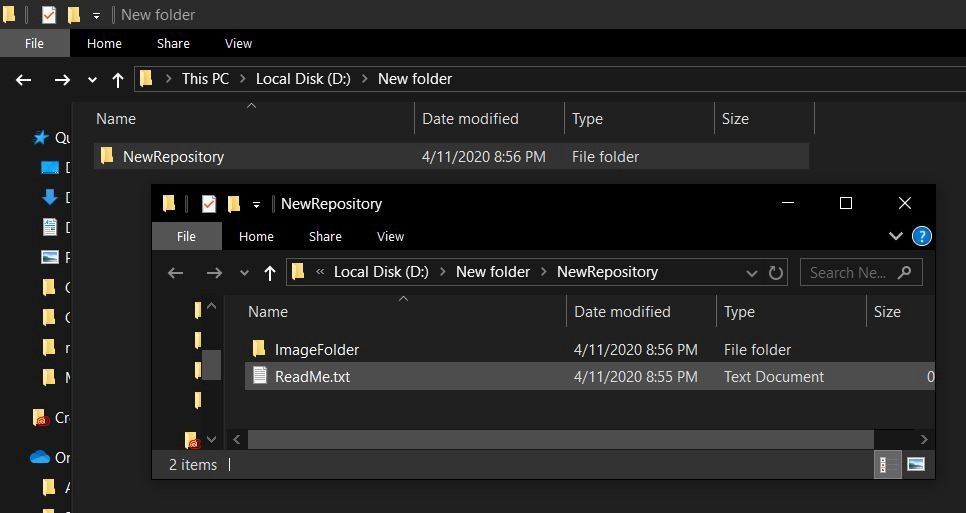 New folder
File Home Share View
This PC Local Disk (D:) New folder
Name Date modified Type Size
NewRepository 4/11/2020 8:56 PM File folder
NewRepository
File Home Share View ?
« Local Disk (D:) New folder NewRepository Search Ne...
Name Date modified Type Size
ImageFolder 4/11/2020 8:56 PM File folder
ReadMe.txt 4/11/2020 8:55 PM Text Document 0
2 items